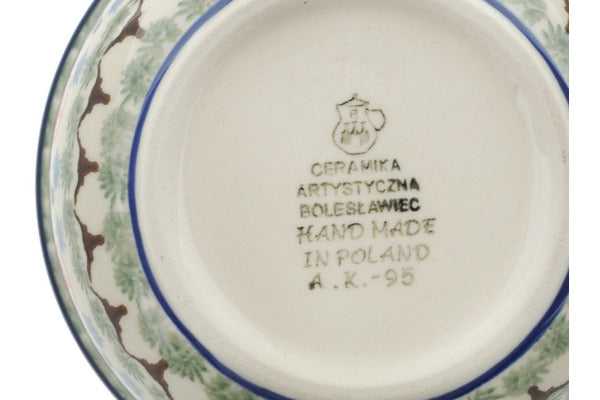 CERAMIKA
ARTYSTYCZNA
BOLESŁAWIEC
HAND MADE
IN POLAND
A.K.-95